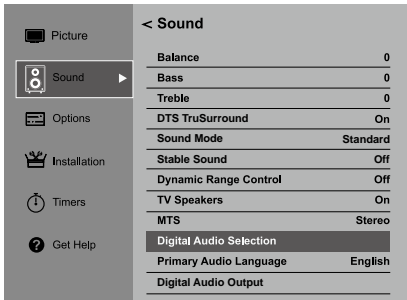 Picture
Sound
Options
Installation
Timers
Get Help
< Sound
Balance 0
Bass 0
Treble 0
DTS TruSurround On
Sound Mode Standard
Stable Sound Off
Dynamic Range Control Off
TV Speakers On
MTS Stereo
Digital Audio Selection
Primary Audio Language English
Digital Audio Output